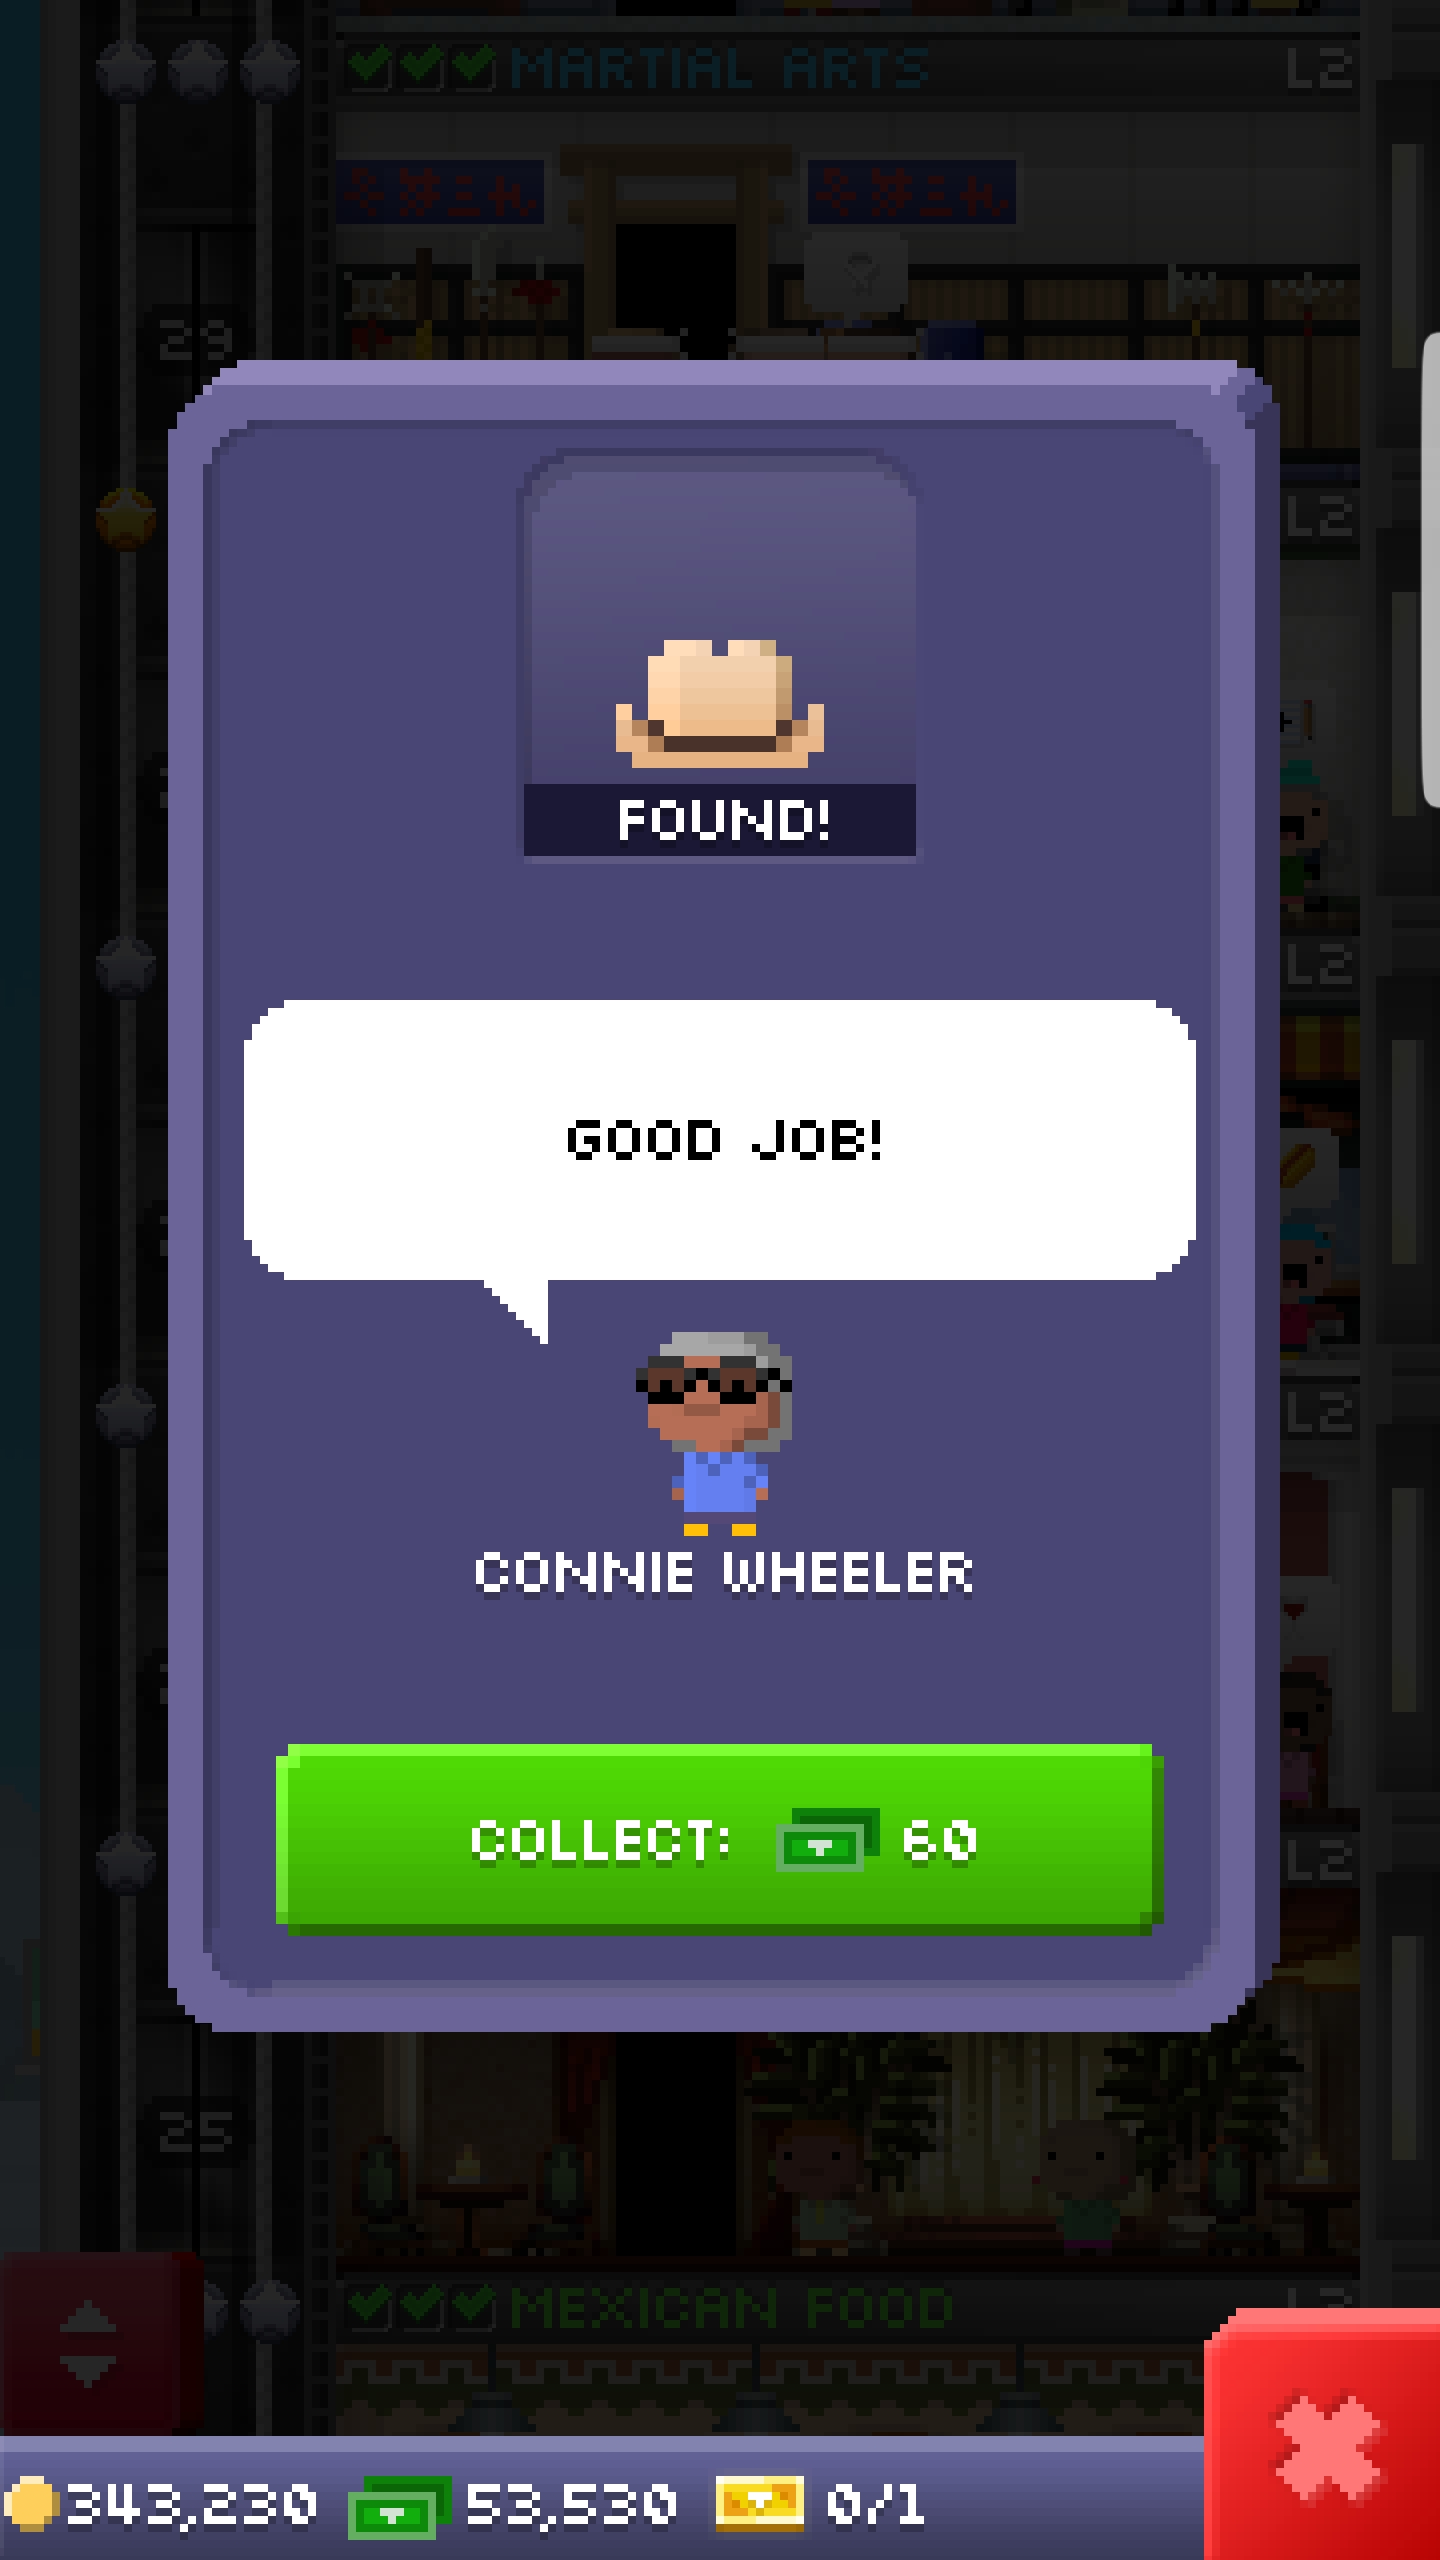 MARTIAL ARTS L2
29
L2
FOUND!
L2
GOOD JOB!
L2
CONNIE WHEELER
COLLECT: 60
L2
25
MEXICAN FOOD
343,230 53,530 0/1